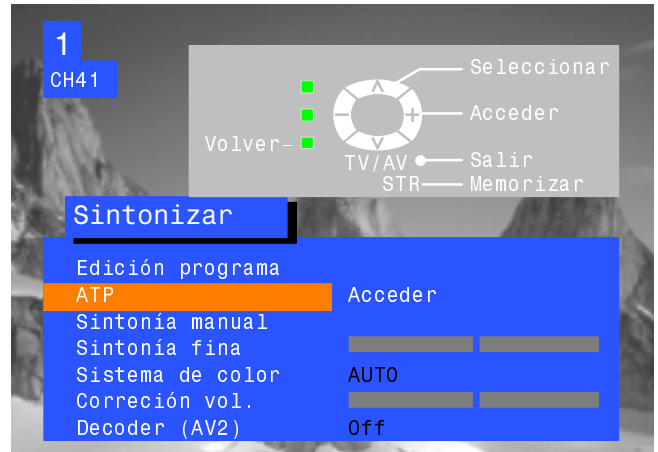 1
CH41
Seleccionar
Acceder
Volver
TV/AV Salir
STR Memorizar
Sintonizar
Edición programa
ATP Acceder
Sintonía manual
Sintonía fina
Sistema de color AUTO
Correción vol.
Decoder (AV2) Off